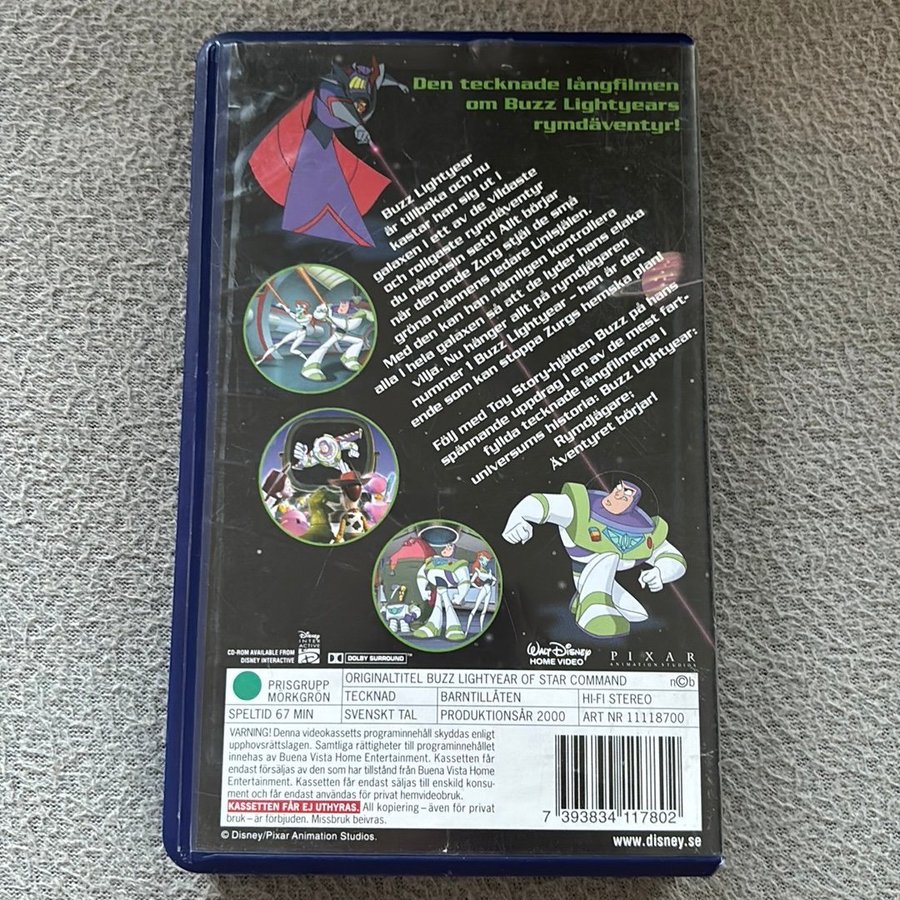 Den tecknade långfilmen
om Buzz Lightyears
rymdäventyr!
Buzz Lightyear
är tillbaka och nu
kastar han sig ut i
galaxen i ett av de vildaste
och rolligaste rymdäventyr
du någonsin sett! Allt börjar
när den onde Zurg stjäl de små
gröna männens ledare Unisjälen.
Med den kan han nämligen kontrollera
alla i hela galaxen så att de lyder hans elaka
vilja. Nu hänger allt på rymdjägaren
nummer 1 Buzz Lightyear – han är den
ende som kan stoppa Zurgs hemska plan!
Följ med Toy Story-hjälten Buzz på hans
spännande uppdrag i en av de mest fart-
fyllda tecknade långfilmerna i
universums historia: Buzz Lightyear:
Rymdjägare:
Äventyret börjar!
CD-ROM AVAILABLE FROM
DISNEY INTERACTIVE
Disney
INTER
ACTIVE
DOLBY SURROUND
WALT DISNEY
HOME VIDEO
PIXAR
ANIMATION STUDIOS
PRISGRUPP
MÖRKGRÖN
ORIGINALTITEL BUZZ LIGHTYEAR OF STAR COMMAND
n©b
TECKNAD
BARNTILLÅTEN
HI-FI STEREO
SPELTID 67 MIN
SVENSKT TAL
PRODUKTIONSÅR 2000
ART NR 11118700
VARNING! Denna videokassetts programinnehåll skyddas enligt
upphovsrättslagen. Samtliga rättigheter till programinnehållet
innehas av Buena Vista Home Entertainment. Kassetten får
endast försäljas av den som har tillstånd från Buena Vista Home
Entertainment. Kassetten får endast säljas till enskild konsu-
ment och får endast användas för privat hemvideobruk.
KASSETTEN FÅR EJ UTHYRAS. All kopiering – även för privat
bruk – är förbjuden. Missbruk beivras.
© Disney/Pixar Animation Studios.
7 393834 117802
www.disney.se